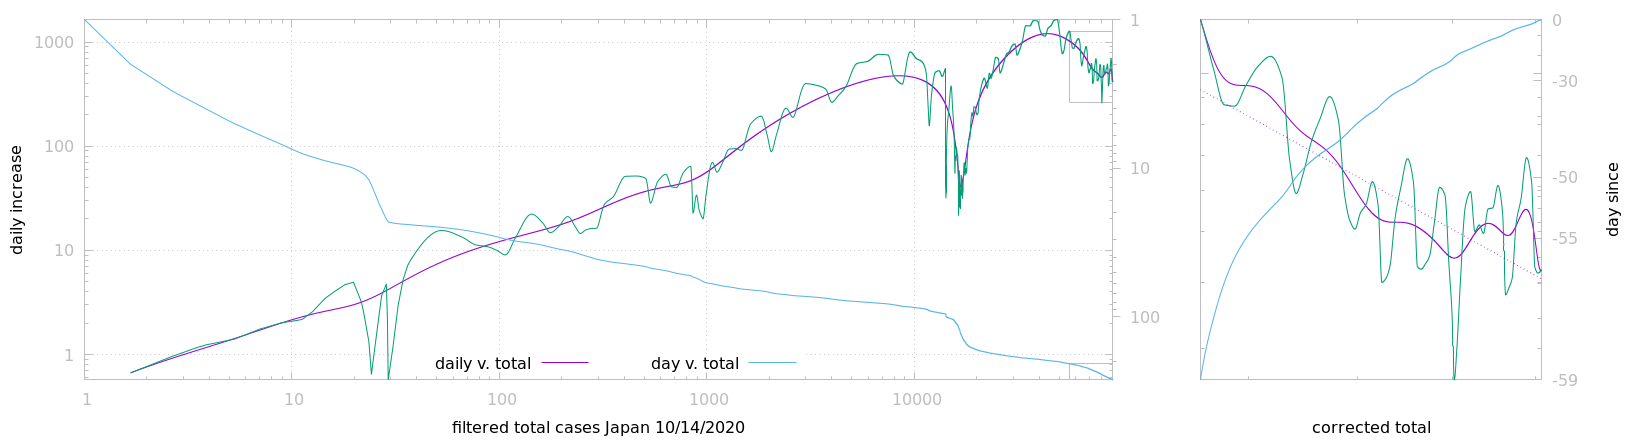 1000
100
10
1
daily increase
1
10
100
1000
10000
1
10
100
daily v. total
day v. total
filtered total cases Japan 10/14/2020
0
-30
-50
-55
-59
day since
corrected total